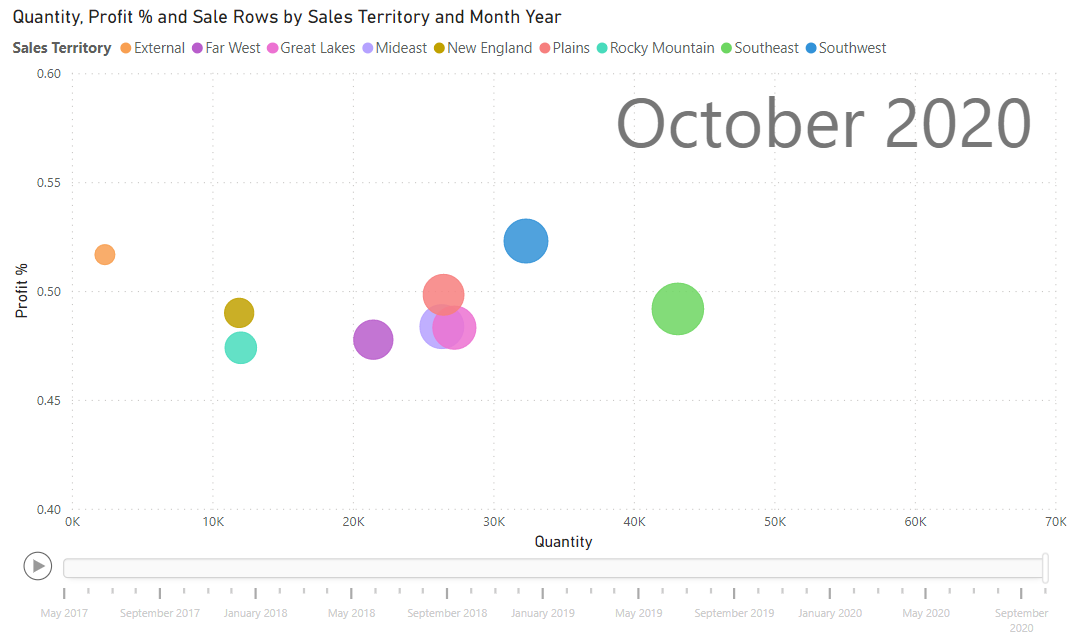 Quantity, Profit % and Sale Rows by Sales Territory and Month Year
Sales Territory External Far West Great Lakes Mideast New England Plains Rocky Mountain Southeast Southwest
October 2020
0.60
0.55
0.50
0.45
0.40
Profit %
0K 10K 20K 30K 40K 50K 60K 70K
Quantity
May 2017 September 2017 January 2018 May 2018 September 2018 January 2019 May 2019 September 2019 January 2020 May 2020 September
2020